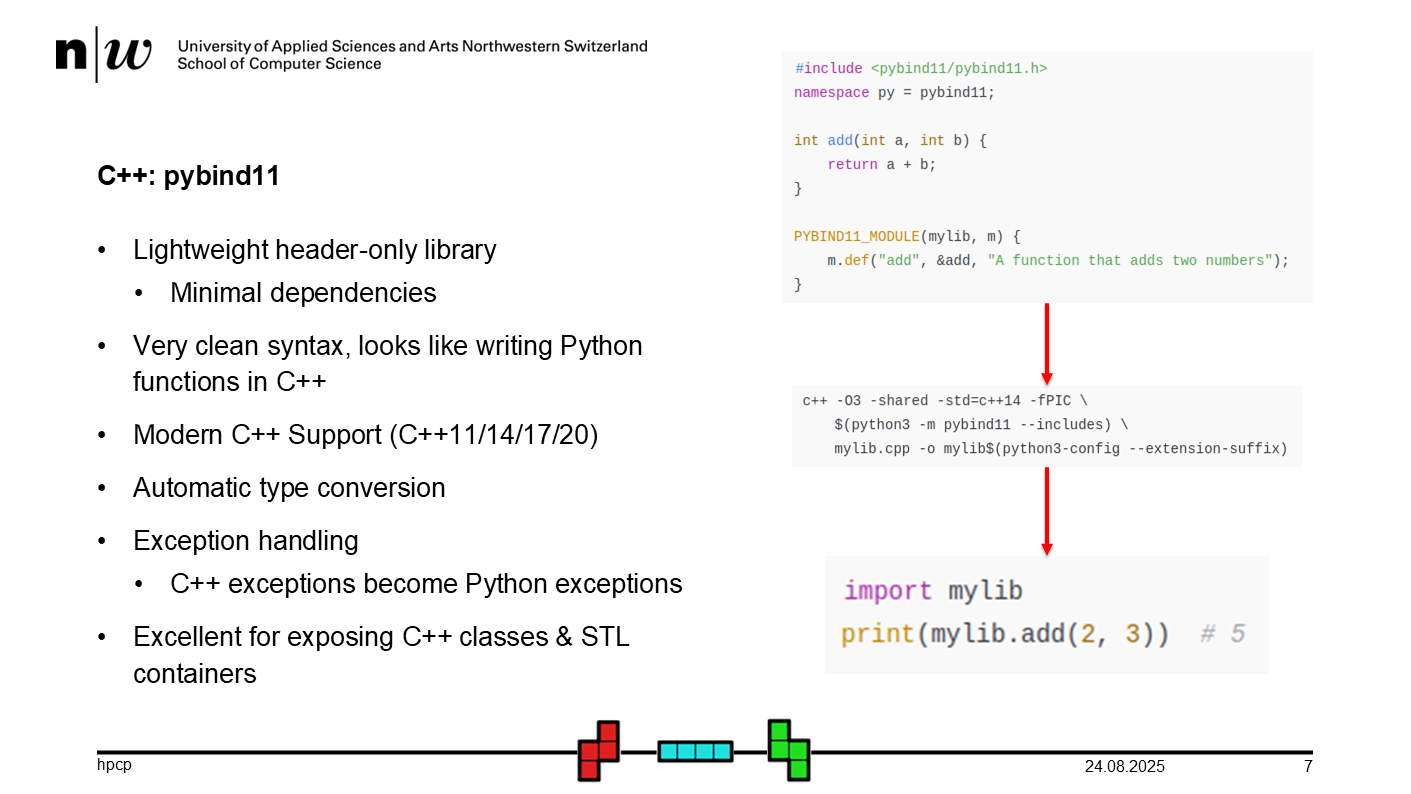 n|w University of Applied Sciences and Arts Northwestern Switzerland
School of Computer Science
C++: pybind11
• Lightweight header-only library
• Minimal dependencies
• Very clean syntax, looks like writing Python
functions in C++
• Modern C++ Support (C++11/14/17/20)
• Automatic type conversion
• Exception handling
• C++ exceptions become Python exceptions
• Excellent for exposing C++ classes & STL
containers
#include <pybind11/pybind11.h>
namespace py = pybind11;
int add(int a, int b) {
    return a + b;
}
PYBIND11_MODULE(mylib, m) {
    m.def("add", &add, "A function that adds two numbers");
}
c++ -O3 -shared -std=c++14 -fPIC \
    $(python3 -m pybind11 --includes) \
    mylib.cpp -o mylib$(python3-config --extension-suffix)
import mylib
print(mylib.add(2, 3))  # 5
hpcp
24.08.2025
7